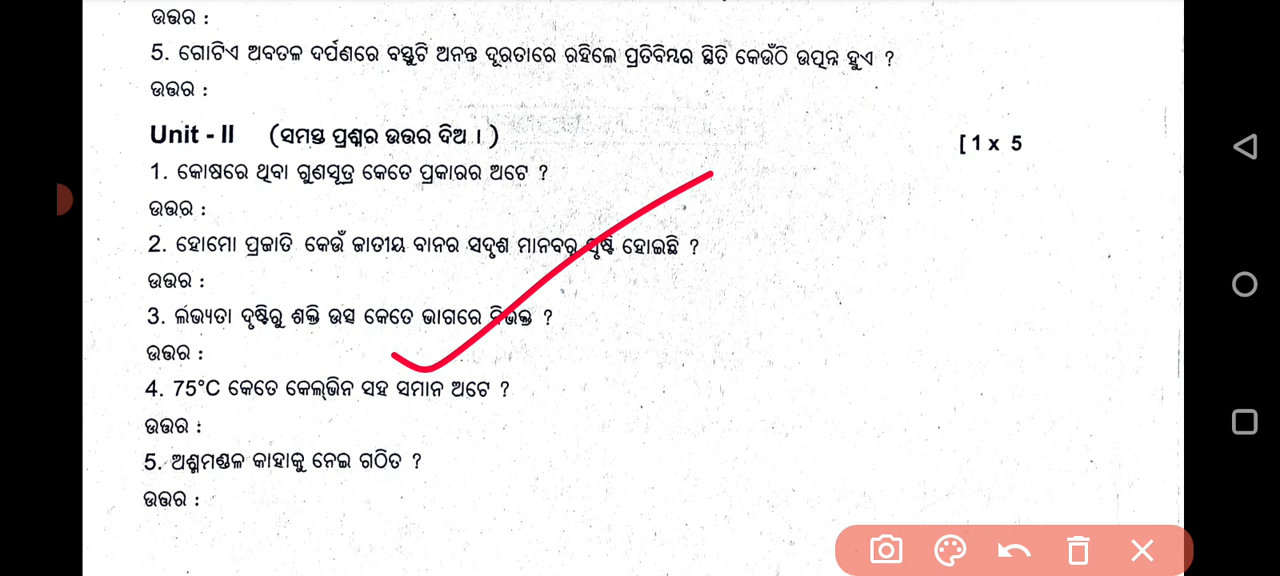 ଉତ୍ତର :
5. ଗୋଟିଏ ଅବତଳ ଦର୍ପଣରେ ବସ୍ତୁଟି ଅନନ୍ତ ଦୂରତାରେ ରହିଲେ ପ୍ରତିବିମ୍ବର ସ୍ଥିତି କେଉଁଠି ଉତ୍ପନ୍ନ ହୁଏ ?
ଉତ୍ତର :
Unit - II (ସମସ୍ତ ପ୍ରଶ୍ନର ଉତ୍ତର ଦିଅ । ) [ 1 x 5
1. କୋଷରେ ଥିବା ଗୁଣସୂତ୍ର କେତେ ପ୍ରକାରର ଅଟେ ?
ଉତ୍ତର :
2. ହୋମୋ ପ୍ରଜାତି କେଉଁ ଜାତୀୟ ବାନର ସଦୃଶ ମାନବରୁ ସୃଷ୍ଟି ହୋଇଛି ?
ଉତ୍ତର :
3. ର୍ଲଭ୍ୟତା ଦୃଷ୍ଟିରୁ ଶକ୍ତି ଉତ୍ସ କେତେ ଭାଗରେ ବିଭକ୍ତ ?
ଉତ୍ତର :
4. 75°C କେତେ କେଲ୍‌ଭିନ ସହ ସମାନ ଅଟେ ?
ଉତ୍ତର :
5. ଅଶ୍ମମଣ୍ଡଳ କାହାକୁ ନେଇ ଗଠିତ ?
ଉତ୍ତର :